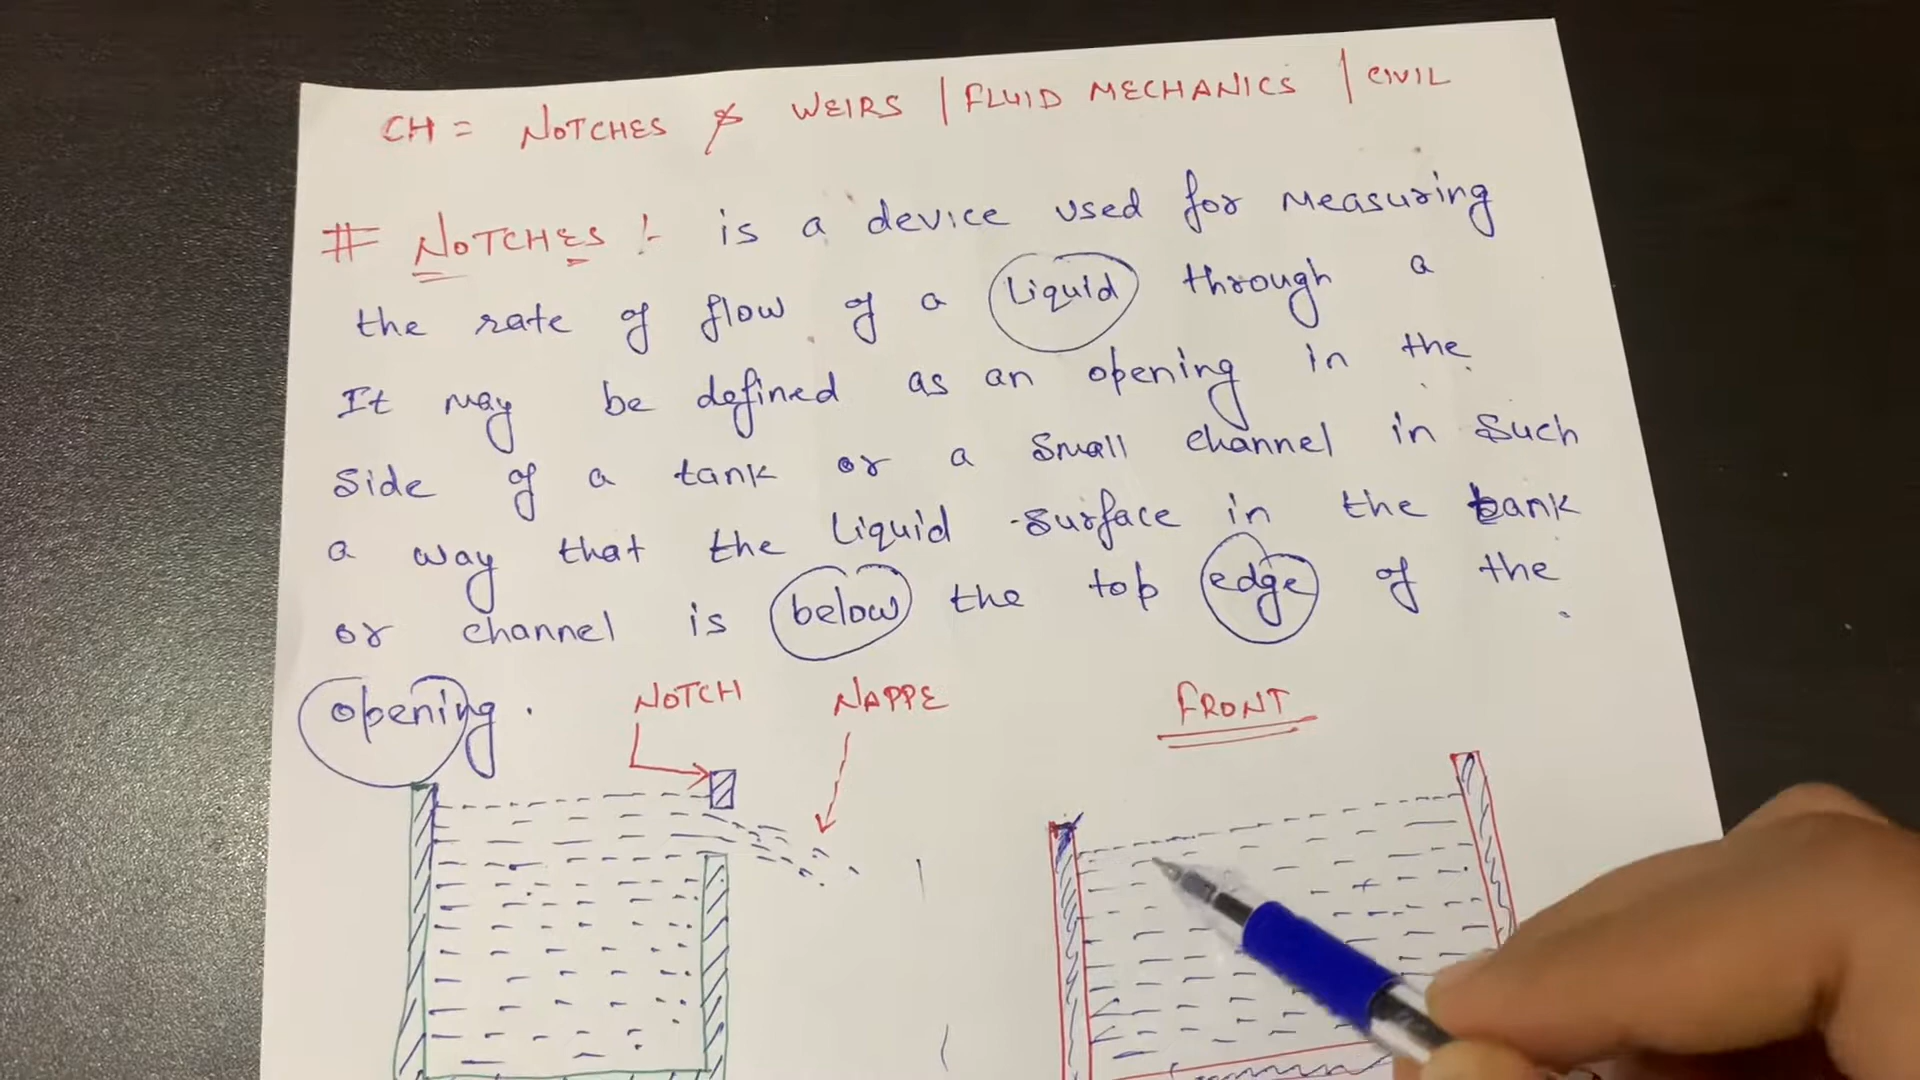 CH = NOTCHES & WEIRS | FLUID MECHANICS | CIVIL
# NOTCHES :- is a device used for measuring
the rate of flow of a liquid through a
It may be defined as an opening in the
side of a tank or a small channel in such
a way that the liquid surface in the tank
or channel is below the top edge of the
opening.
NOTCH NAPPE FRONT